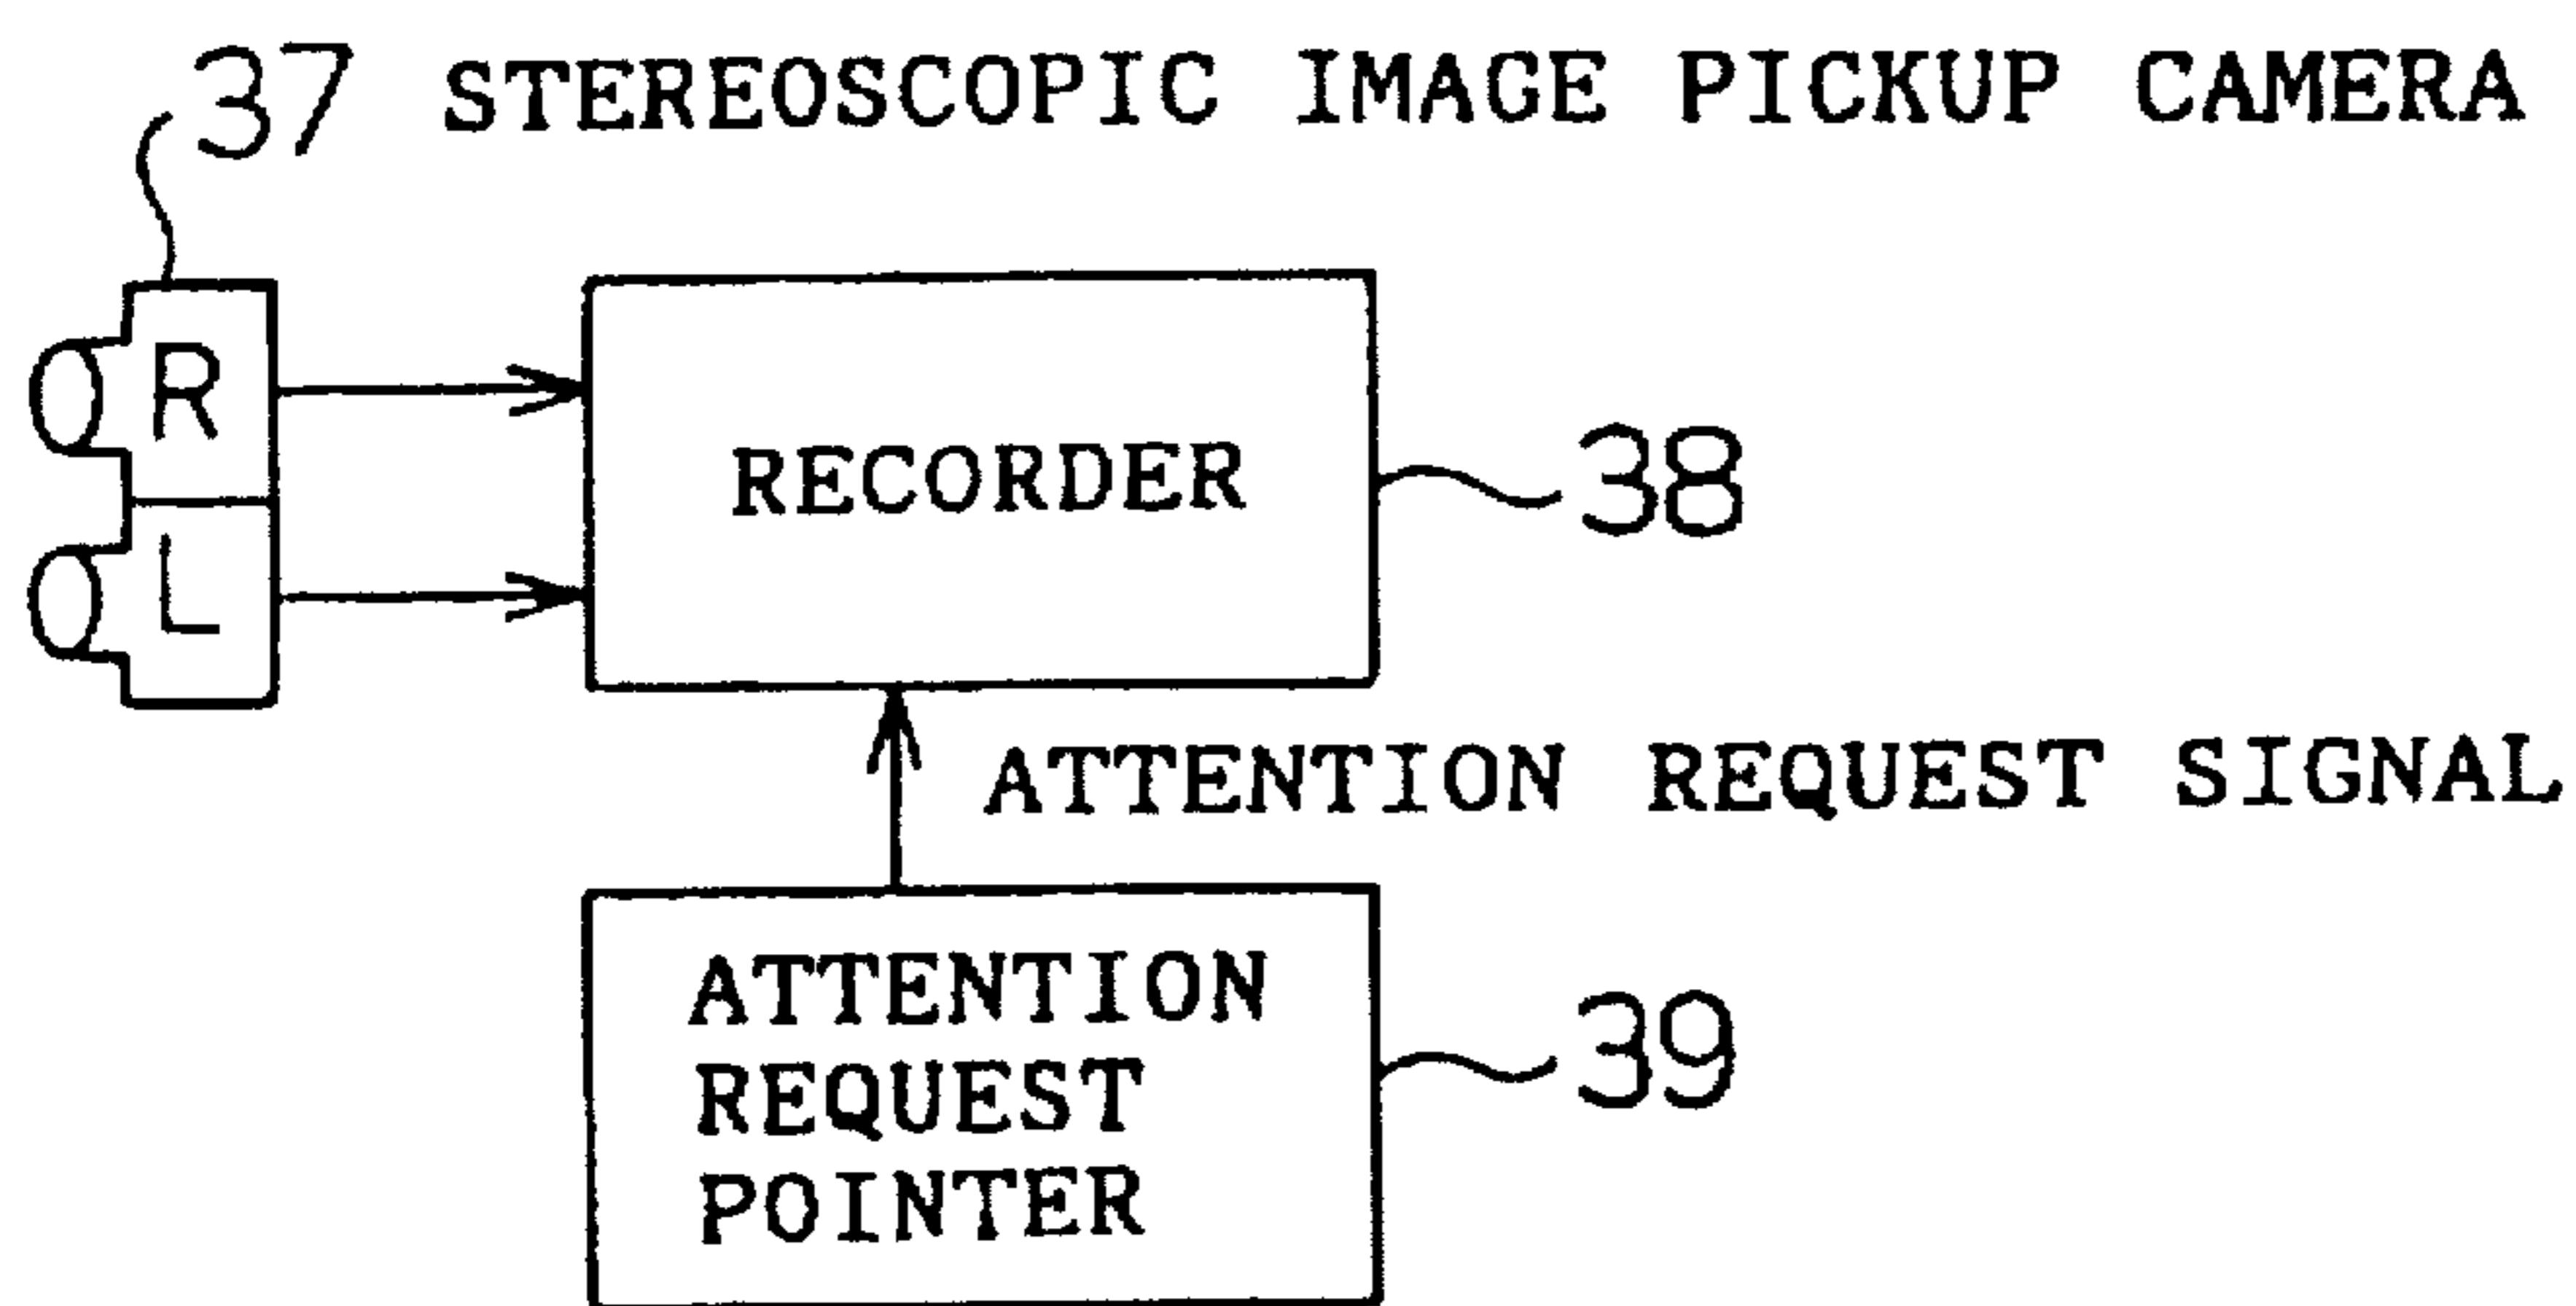 37 STEREOSCOPIC IMAGE PICKUP CAMERA
R
RECORDER
38
L
ATTENTION REQUEST SIGNAL
ATTENTION
REQUEST
POINTER
39